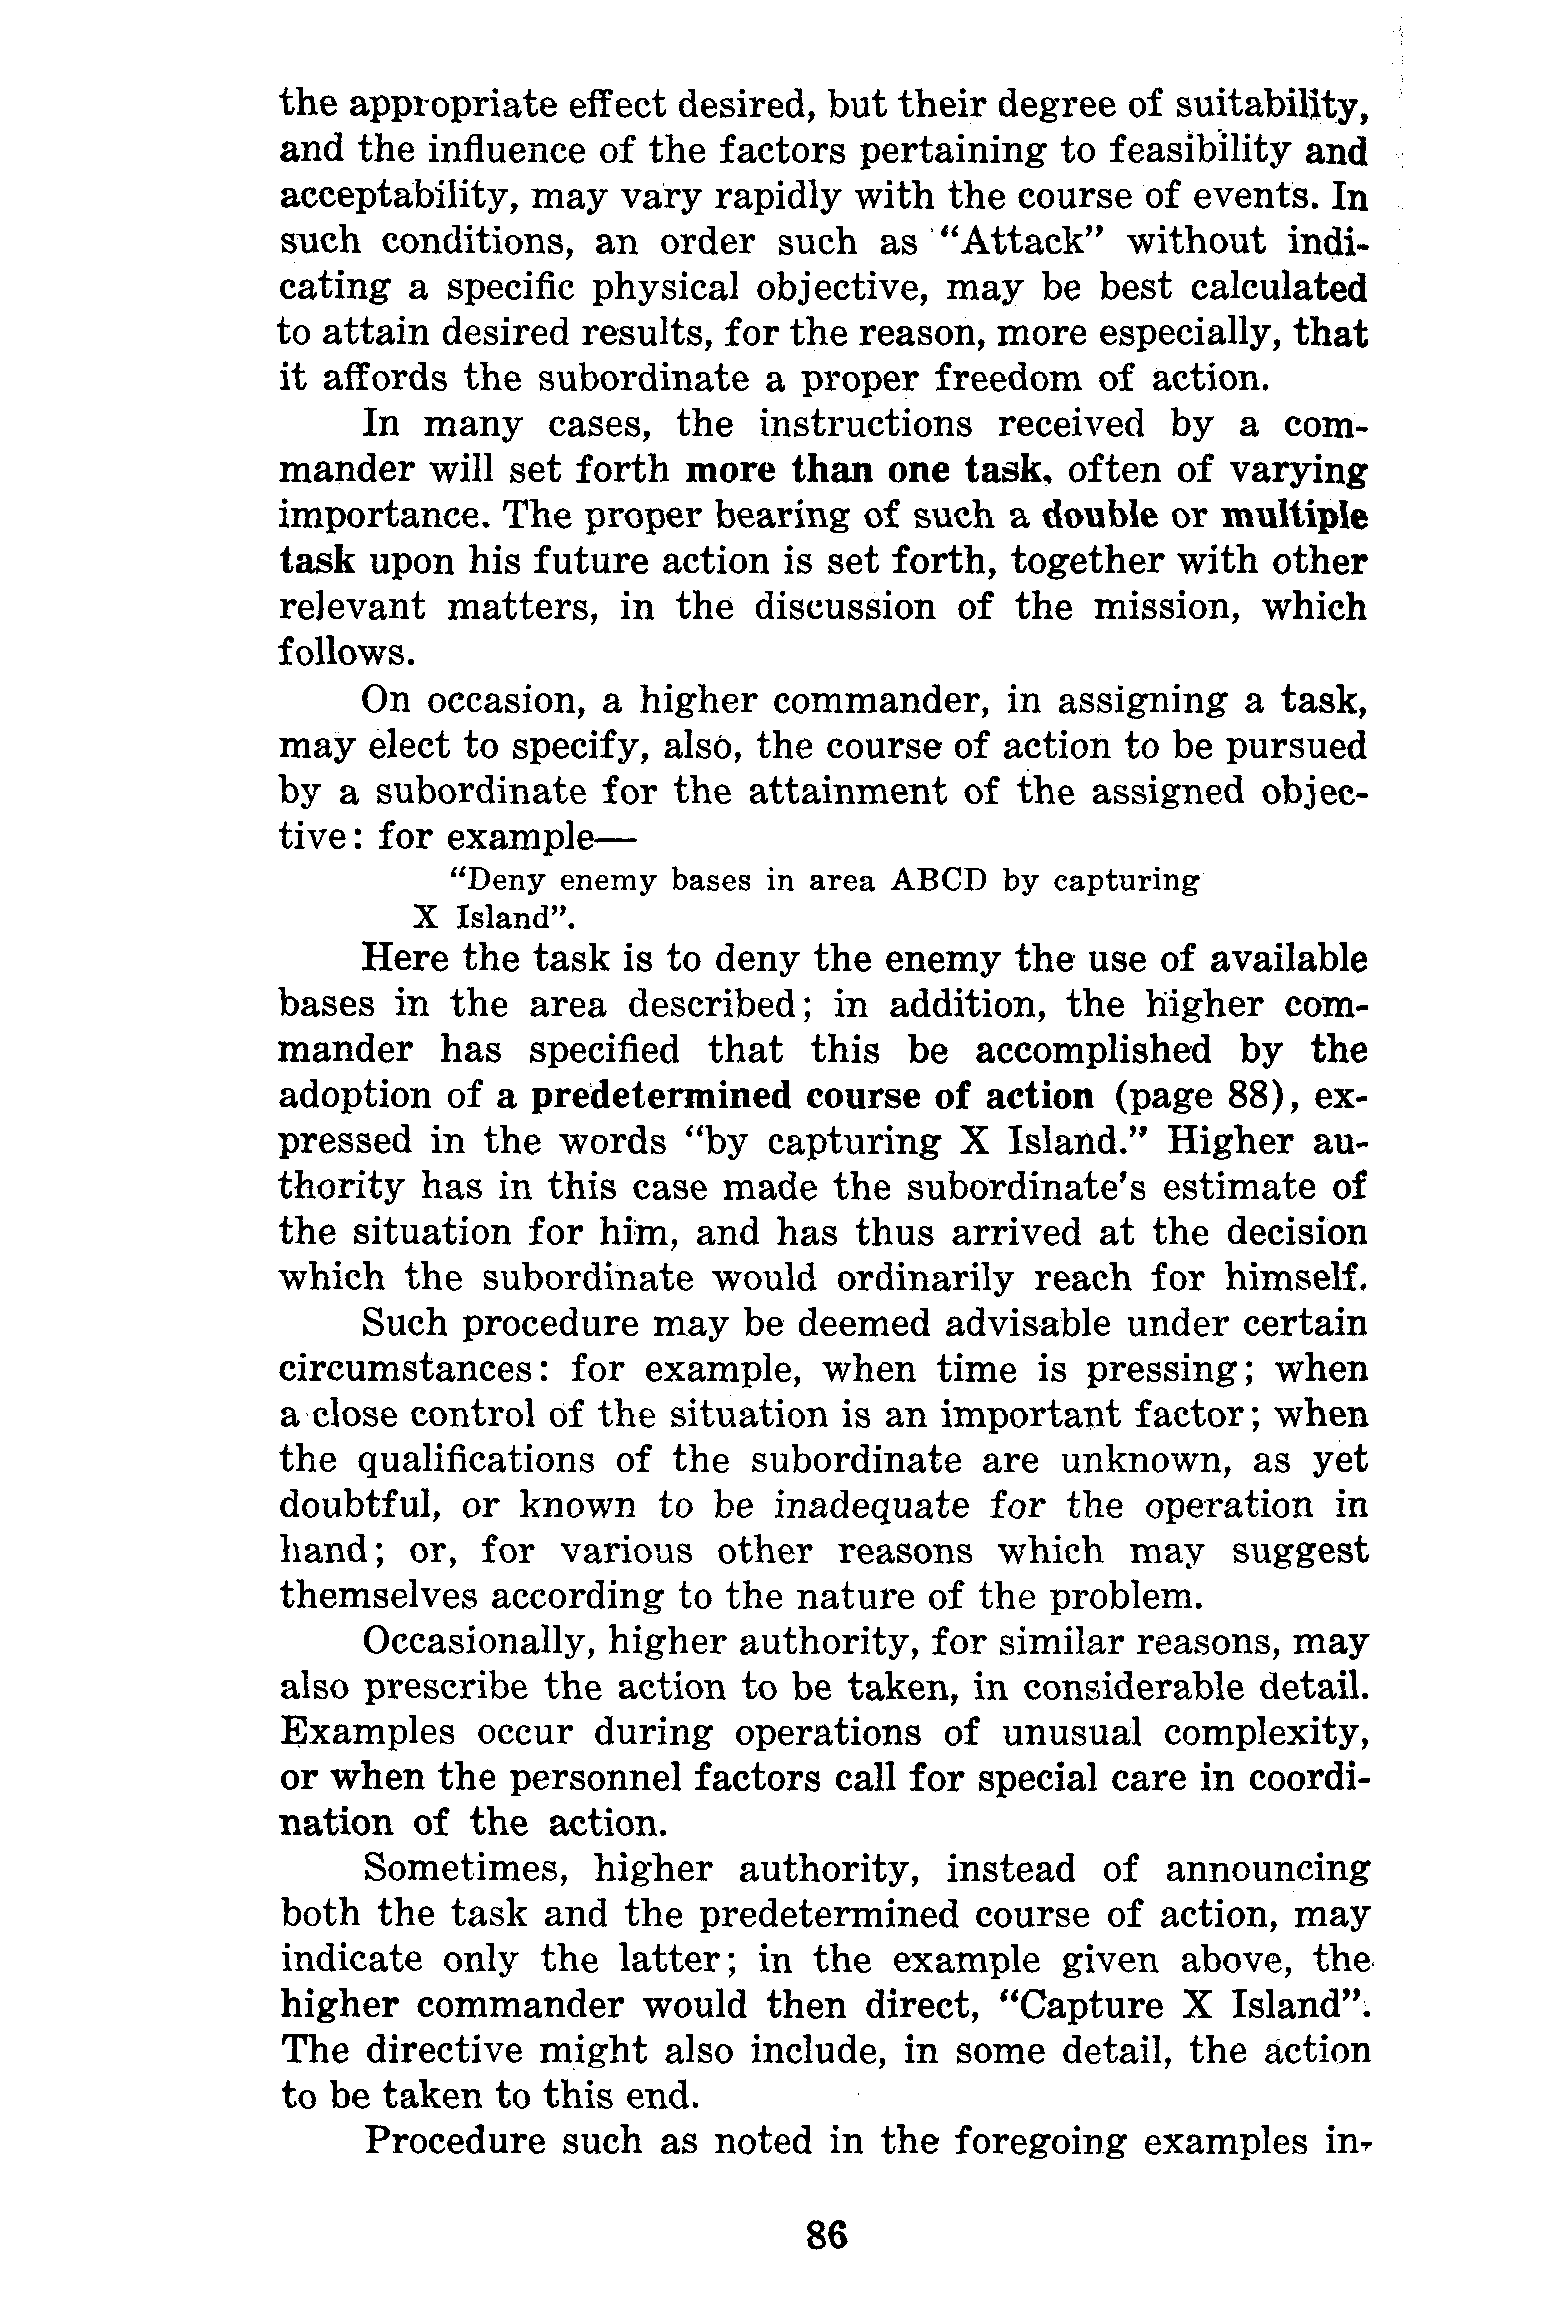 the appropriate effect desired, but their degree of suitability,
and the influence of the factors pertaining to feasibility and
acceptability, may vary rapidly with the course of events. In
such conditions, an order such as "Attack" without indi-
cating a specific physical objective, may be best calculated
to attain desired results, for the reason, more especially, that
it affords the subordinate a proper freedom of action.
In many cases, the instructions received by a com-
mander will set forth more than one task, often of varying
importance. The proper bearing of such a double or multiple
task upon his future action is set forth, together with other
relevant matters, in the discussion of the mission, which
follows.
On occasion, a higher commander, in assigning a task,
may elect to specify, also, the course of action to be pursued
by a subordinate for the attainment of the assigned objec-
tive: for example—
"Deny enemy bases in area ABCD by capturing
X Island".
Here the task is to deny the enemy the use of available
bases in the area described; in addition, the higher com-
mander has specified that this be accomplished by the
adoption of a predetermined course of action (page 88), ex-
pressed in the words "by capturing X Island." Higher au-
thority has in this case made the subordinate's estimate of
the situation for him, and has thus arrived at the decision
which the subordinate would ordinarily reach for himself.
Such procedure may be deemed advisable under certain
circumstances: for example, when time is pressing; when
a close control of the situation is an important factor; when
the qualifications of the subordinate are unknown, as yet
doubtful, or known to be inadequate for the operation in
hand; or, for various other reasons which may suggest
themselves according to the nature of the problem.
Occasionally, higher authority, for similar reasons, may
also prescribe the action to be taken, in considerable detail.
Examples occur during operations of unusual complexity,
or when the personnel factors call for special care in coordi-
nation of the action.
Sometimes, higher authority, instead of announcing
both the task and the predetermined course of action, may
indicate only the latter; in the example given above, the
higher commander would then direct, "Capture X Island".
The directive might also include, in some detail, the action
to be taken to this end.
Procedure such as noted in the foregoing examples in-
86